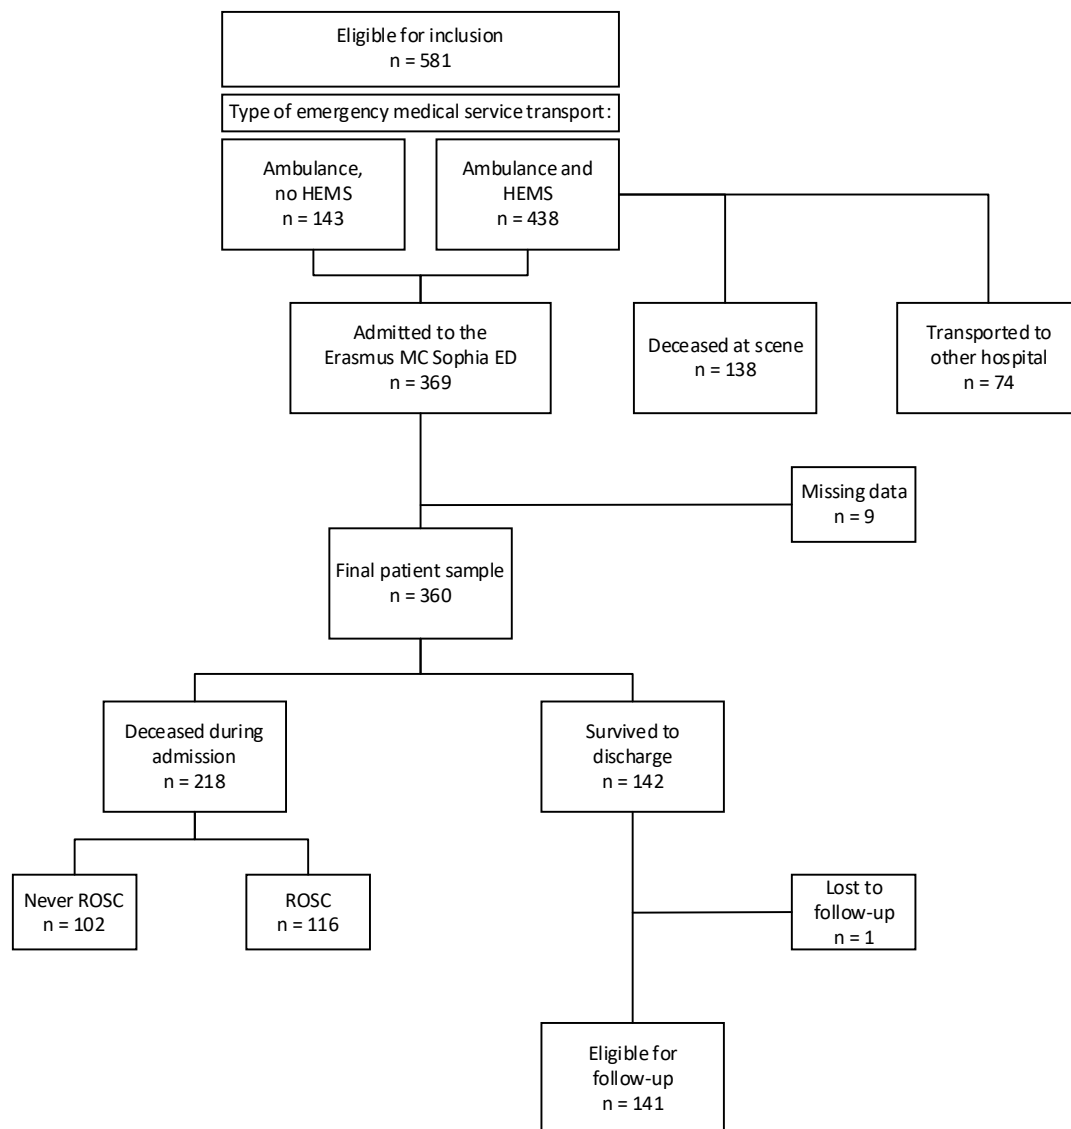 Eligible for inclusion
n = 581
Type of emergency medical service transport:
Ambulance,
no HEMS
n = 143
Ambulance and
HEMS
n = 438
Admitted to the
Erasmus MC Sophia ED
n = 369
Deceased at scene
n = 138
Transported to
other hospital
n = 74
Missing data
n = 9
Final patient sample
n = 360
Deceased during
admission
n = 218
Survived to
discharge
n = 142
Never ROSC
n = 102
ROSC
n = 116
Lost to
follow-up
n = 1
Eligible for
follow-up
n = 141